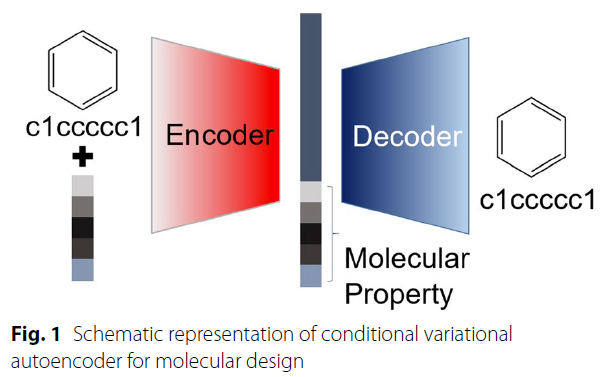 c1ccccc1
+
Encoder
Decoder
c1ccccc1
Molecular
Property
Fig. 1 Schematic representation of conditional variational
autoencoder for molecular design